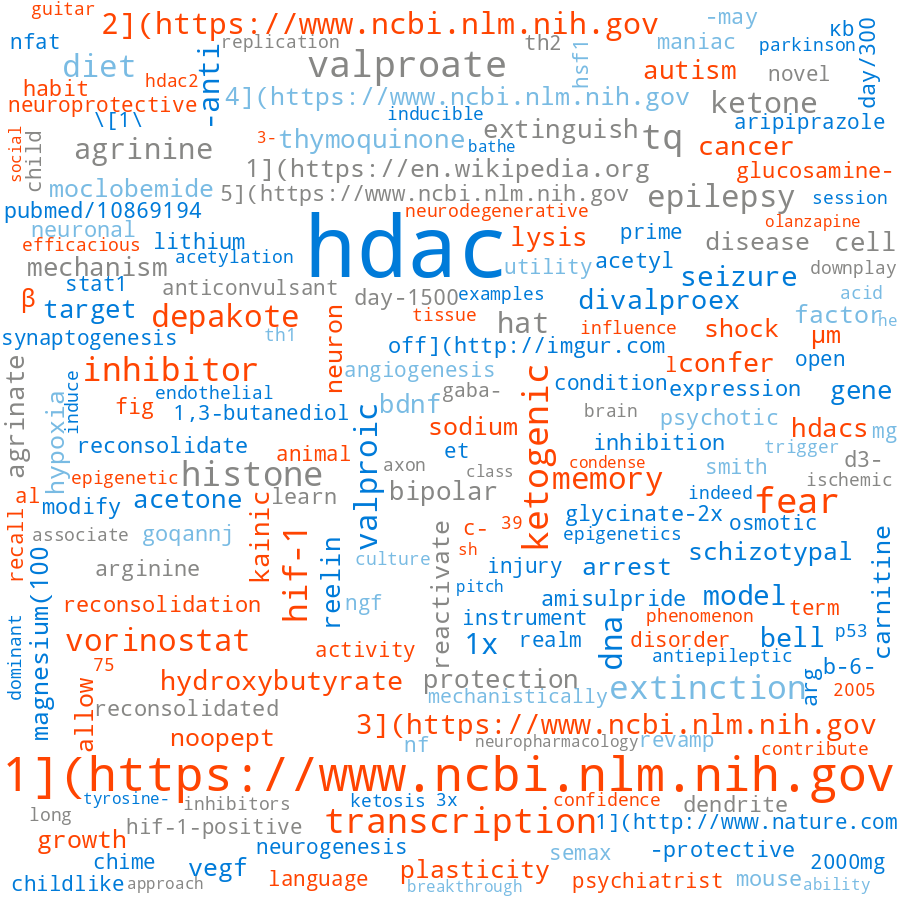 guitar
2](https://www.ncbi.nlm.nih.gov
-may
nfat
-anti
replication
th2
maniac
κb
parkinson
day/300
diet
valproate
hsf1
autism
novel
habit
hdac2
neuroprotective
4](https://www.ncbi.nlm.nih.gov
ketone
\[1\
inducible
aripiprazole
social
child
agrinine
3-
thymoquinone
bathe
extinguish
tq
cancer
1](https://en.wikipedia.org
glucosamine-
moclobemide
5](https://www.ncbi.nlm.nih.gov
epilepsy
session
pubmed/10869194
neurodegenerative
olanzapine
neuronal
hdac
lysis
prime
efficacious
lithium
disease
cell
mechanism
acetylation
utility
acetyl
downplay
stat1
anticonvulsant
seizure
β
target
day-1500
examples
divalproex
acid
depakote
neuron
tissue
hat
influence
shock
factor
he
synaptogenesis
th1
off](http://imgur.com
μm
agrinate
inhibitor
angiogenesis
ketogenic
lconfer
open
induce
endothelial
gaba-
condition
expression
gene
hypoxia
fig
1,3-butanediol
valproic
bdnf
brain
psychotic
hdacs
mg
reconsolidate
sodium
inhibition
trigger
animal
et
epigenetic
histone
axon
class
condense
smith
d3-
ischemic
al
modify
acetone
kainic
learn
bipolar
memory
indeed
fear
recall
associate
goqannj
hif-1
reelin
reactivate
c-
39
glycinate-2x
osmotic
epigenetics
magnesium(100
arginine
culture
sh
injury
arrest
schizotypal
carnitine
pitch
reconsolidation
ngf
amisulpride
model
term
dominant
instrument
phenomenon
vorinostat
activity
1x
realm
dna
disorder
bell
p53
75
antiepileptic
b-6-
allow
hydroxybutyrate
protection
mechanistically
extinction
arg
2005
reconsolidated
3](https://www.ncbi.nlm.nih.gov
noopept
nf
neuropharmacology
revamp
contribute
1](https://www.ncbi.nlm.nih.gov
tyrosine-
inhibitors
ketosis
3x
confidence
dendrite
long
hif-1-positive
transcription
1](http://www.nature.com
growth
neurogenesis
semax
-protective
chime
vegf
plasticity
2000mg
childlike
approach
language
breakthrough
psychiatrist
mouse
ability